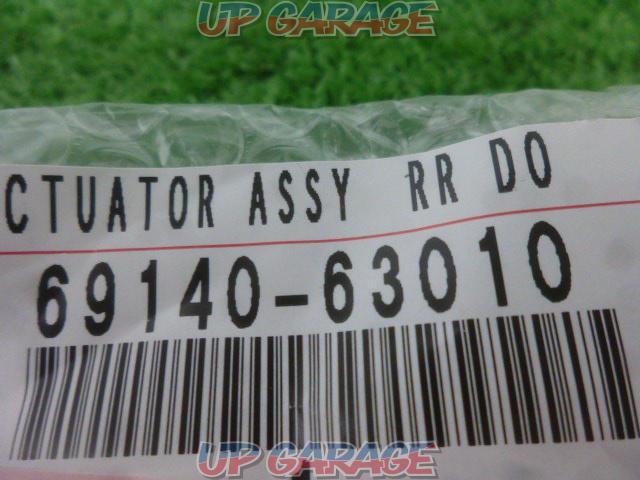 UP GARAGE
CTUATOR ASSY RR DO
69140-63010
UP GARAGE